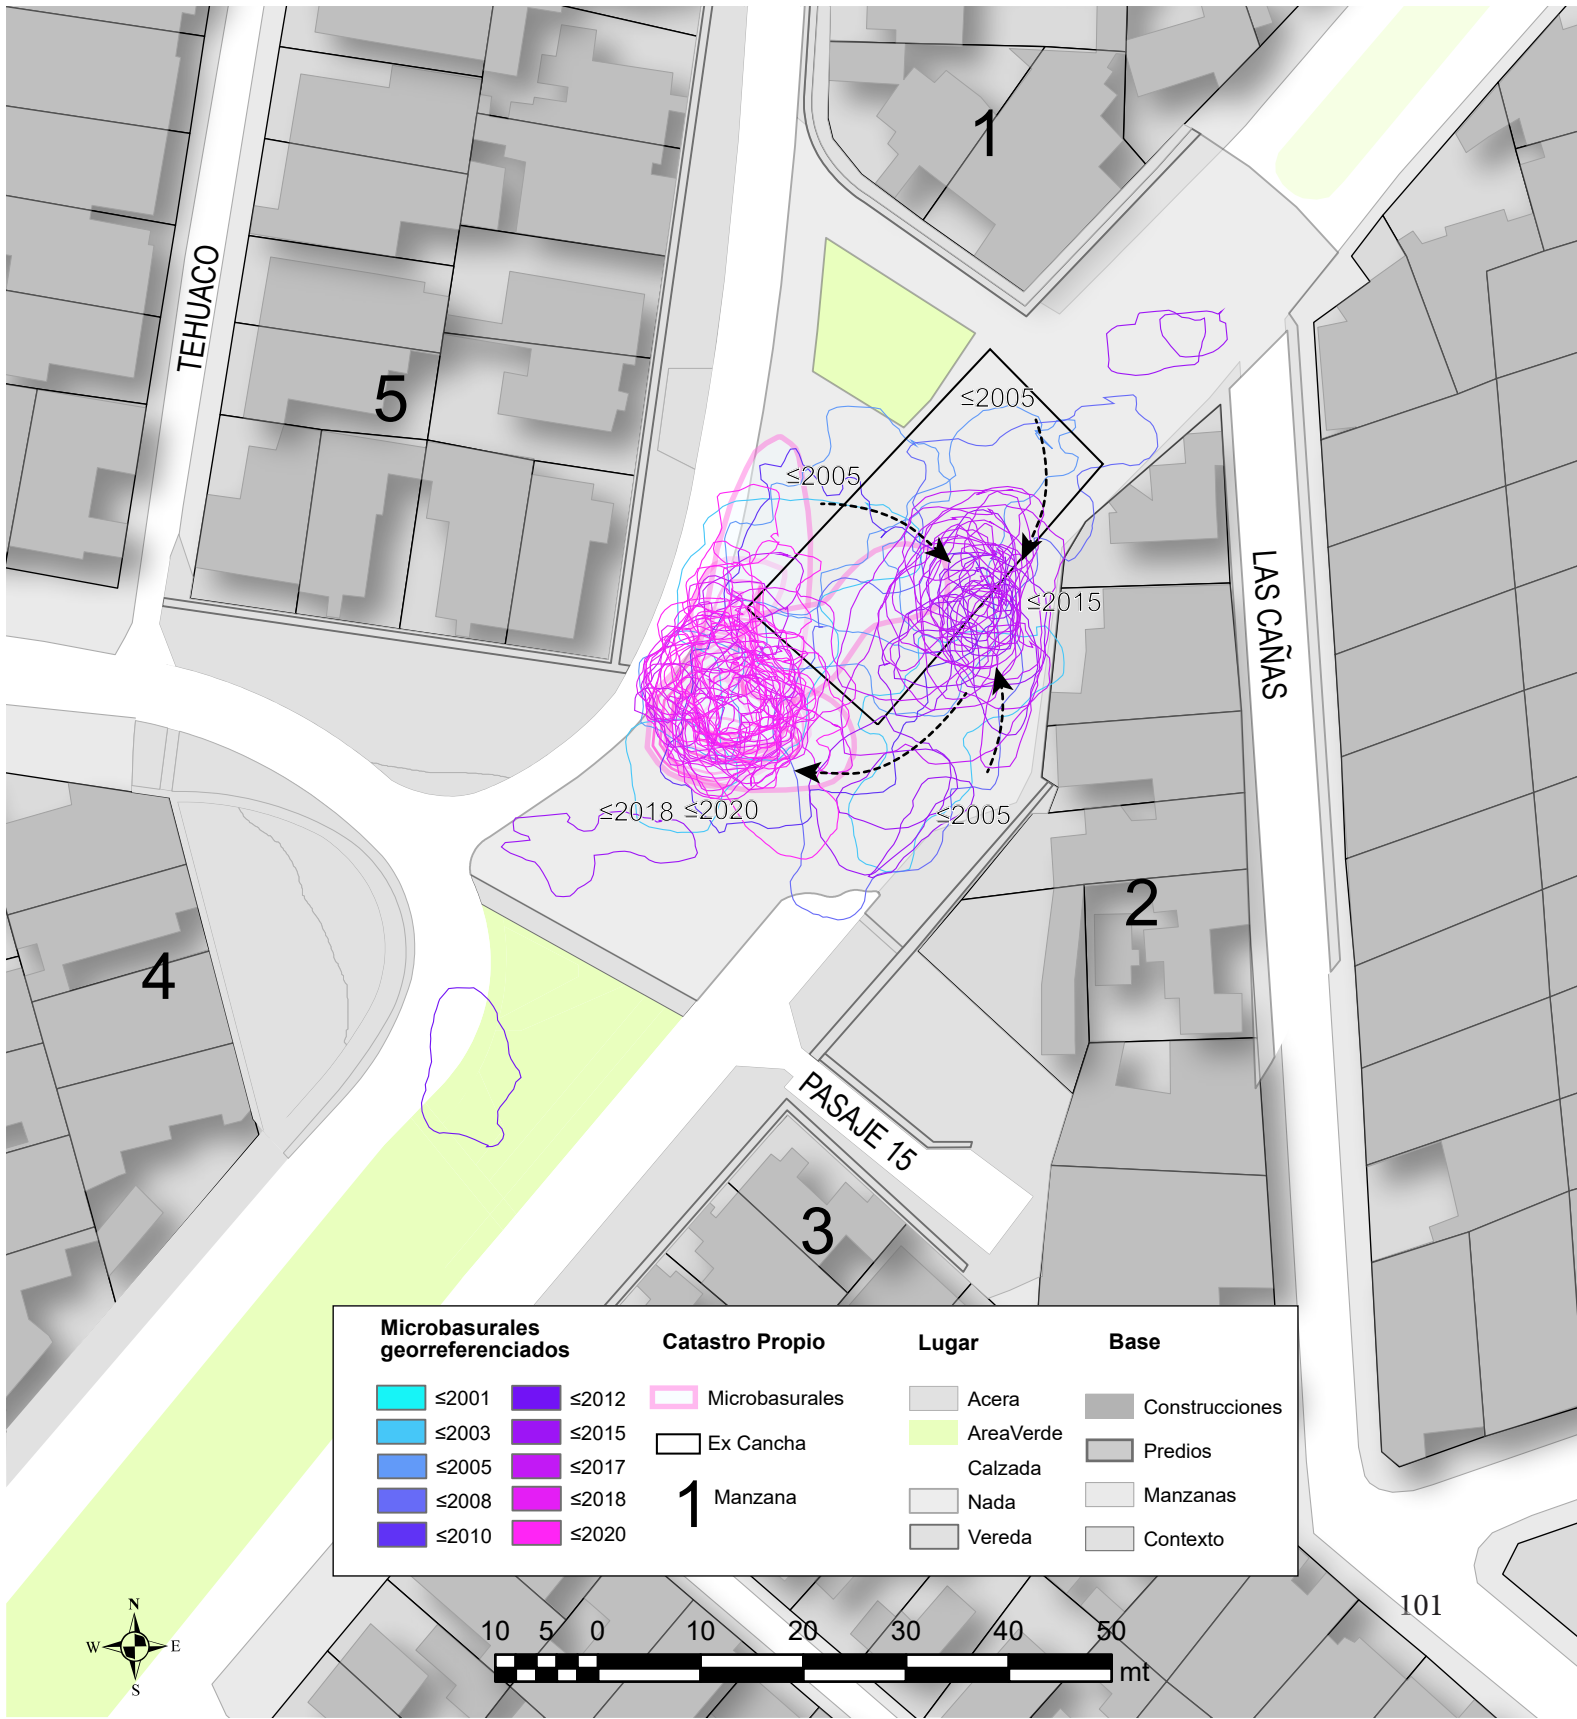 1
TEHUACO
5
≤2005
≤2005
≤2015
LAS CAÑAS
≤2018 ≤2020
≤2005
2
4
PASAJE 15
3
Microbasurales
georreferenciados
≤2001
≤2003
≤2005
≤2008
≤2010
≤2012
≤2015
≤2017
≤2018
≤2020
Catastro Propio
Microbasurales
Ex Cancha
1 Manzana
Lugar
Acera
AreaVerde
Calzada
Nada
Vereda
Base
Construcciones
Predios
Manzanas
Contexto
101
N
W E
S
10 5 0 10 20 30 40 50
mt